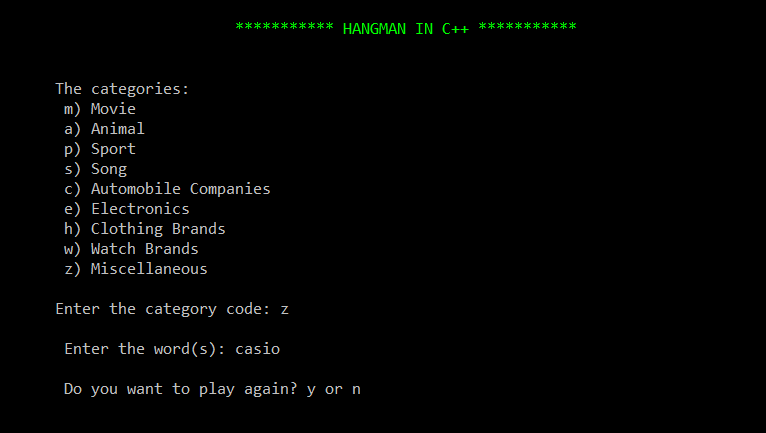 *********** HANGMAN IN C++ ***********
The categories:
m) Movie
a) Animal
p) Sport
s) Song
c) Automobile Companies
e) Electronics
h) Clothing Brands
w) Watch Brands
z) Miscellaneous
Enter the category code: z
Enter the word(s): casio
Do you want to play again? y or n